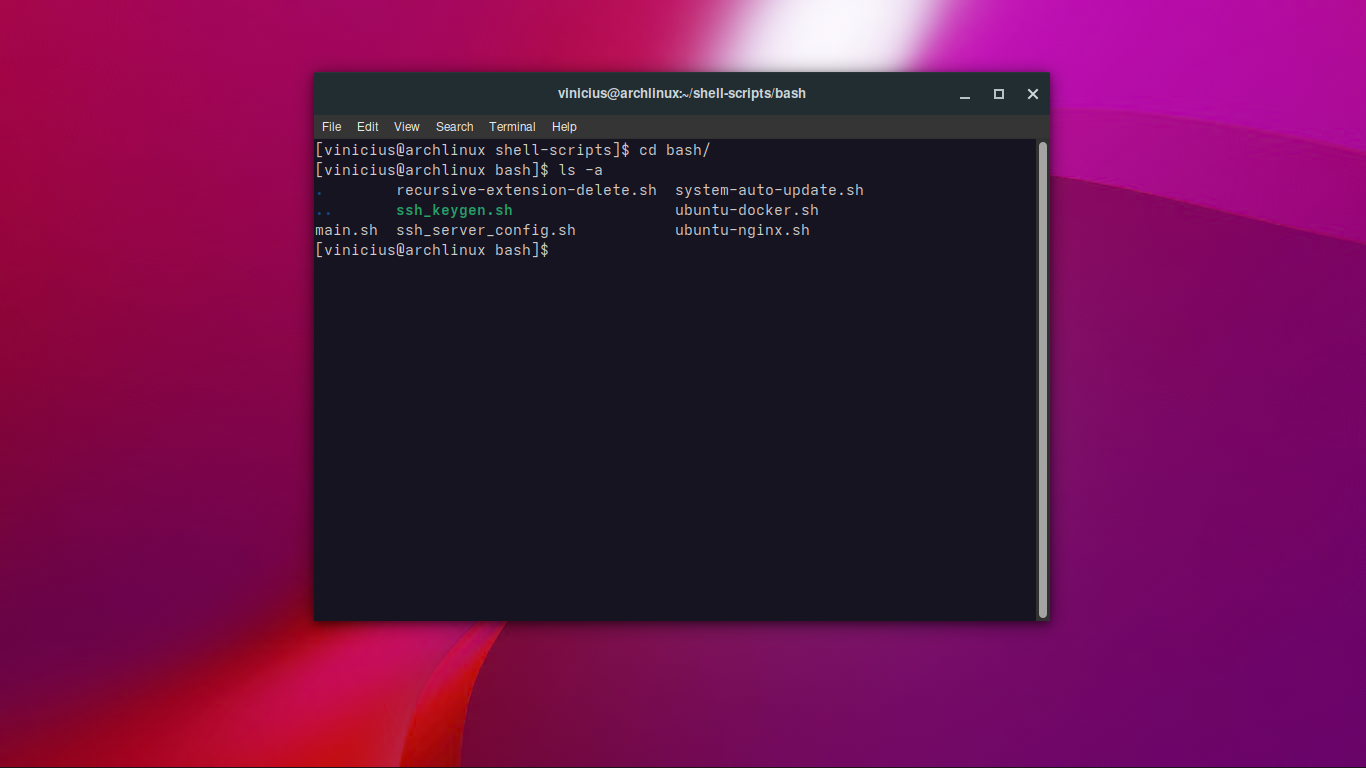 vinicius@archlinux:~/shell-scripts/bash
File Edit View Search Terminal Help
[vinicius@archlinux shell-scripts]$ cd bash/
[vinicius@archlinux bash]$ ls -a
.        recursive-extension-delete.sh  system-auto-update.sh
..       ssh_keygen.sh                  ubuntu-docker.sh
main.sh  ssh_server_config.sh           ubuntu-nginx.sh
[vinicius@archlinux bash]$